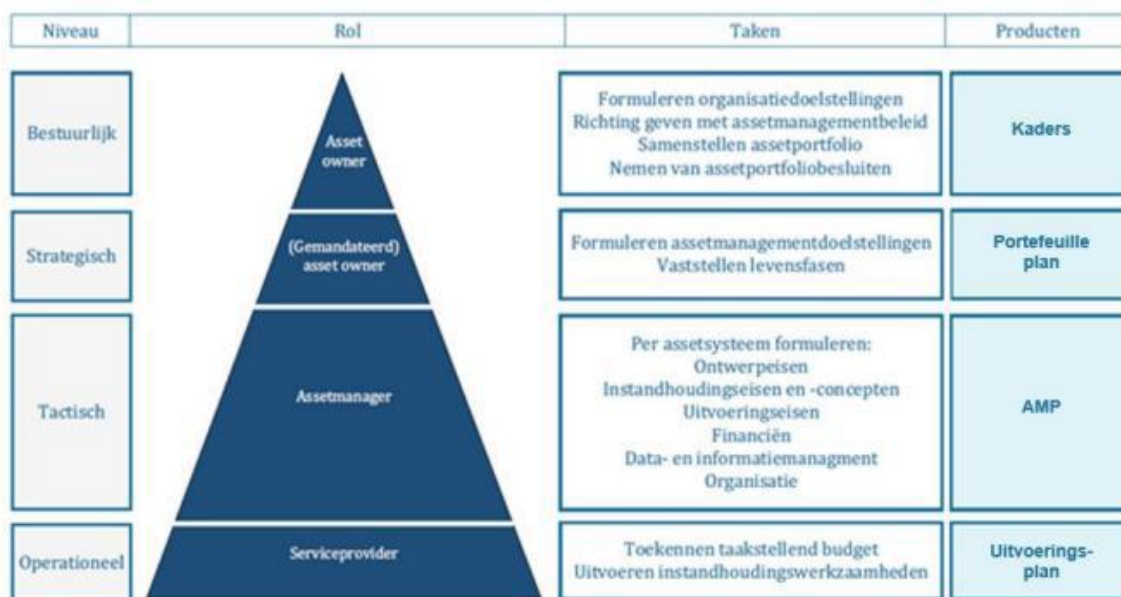 Niveau
Rol
Taken
Producten
Bestuurlijk
Asset
owner
Formuleren organisatiedoelstellingen
Richting geven met assetmanagementbeleid
Samenstellen assetportfolio
Nemen van assetportfoliobesluiten
Kaders
Strategisch
(Gemandateerd)
asset owner
Formuleren assetmanagementdoelstellingen
Vaststellen levensfasen
Portefeuille
plan
Tactisch
Assetmanager
Per assetsysteem formuleren:
Ontwerpeisen
Instandhoudingseisen en -concepten
Uitvoeringseisen
Financiën
Data- en informatiemanagment
Organisatie
AMP
Operationeel
Serviceprovider
Toekennen taakstellend budget
Uitvoeren instandhoudingswerkzaamheden
Uitvoerings-
plan